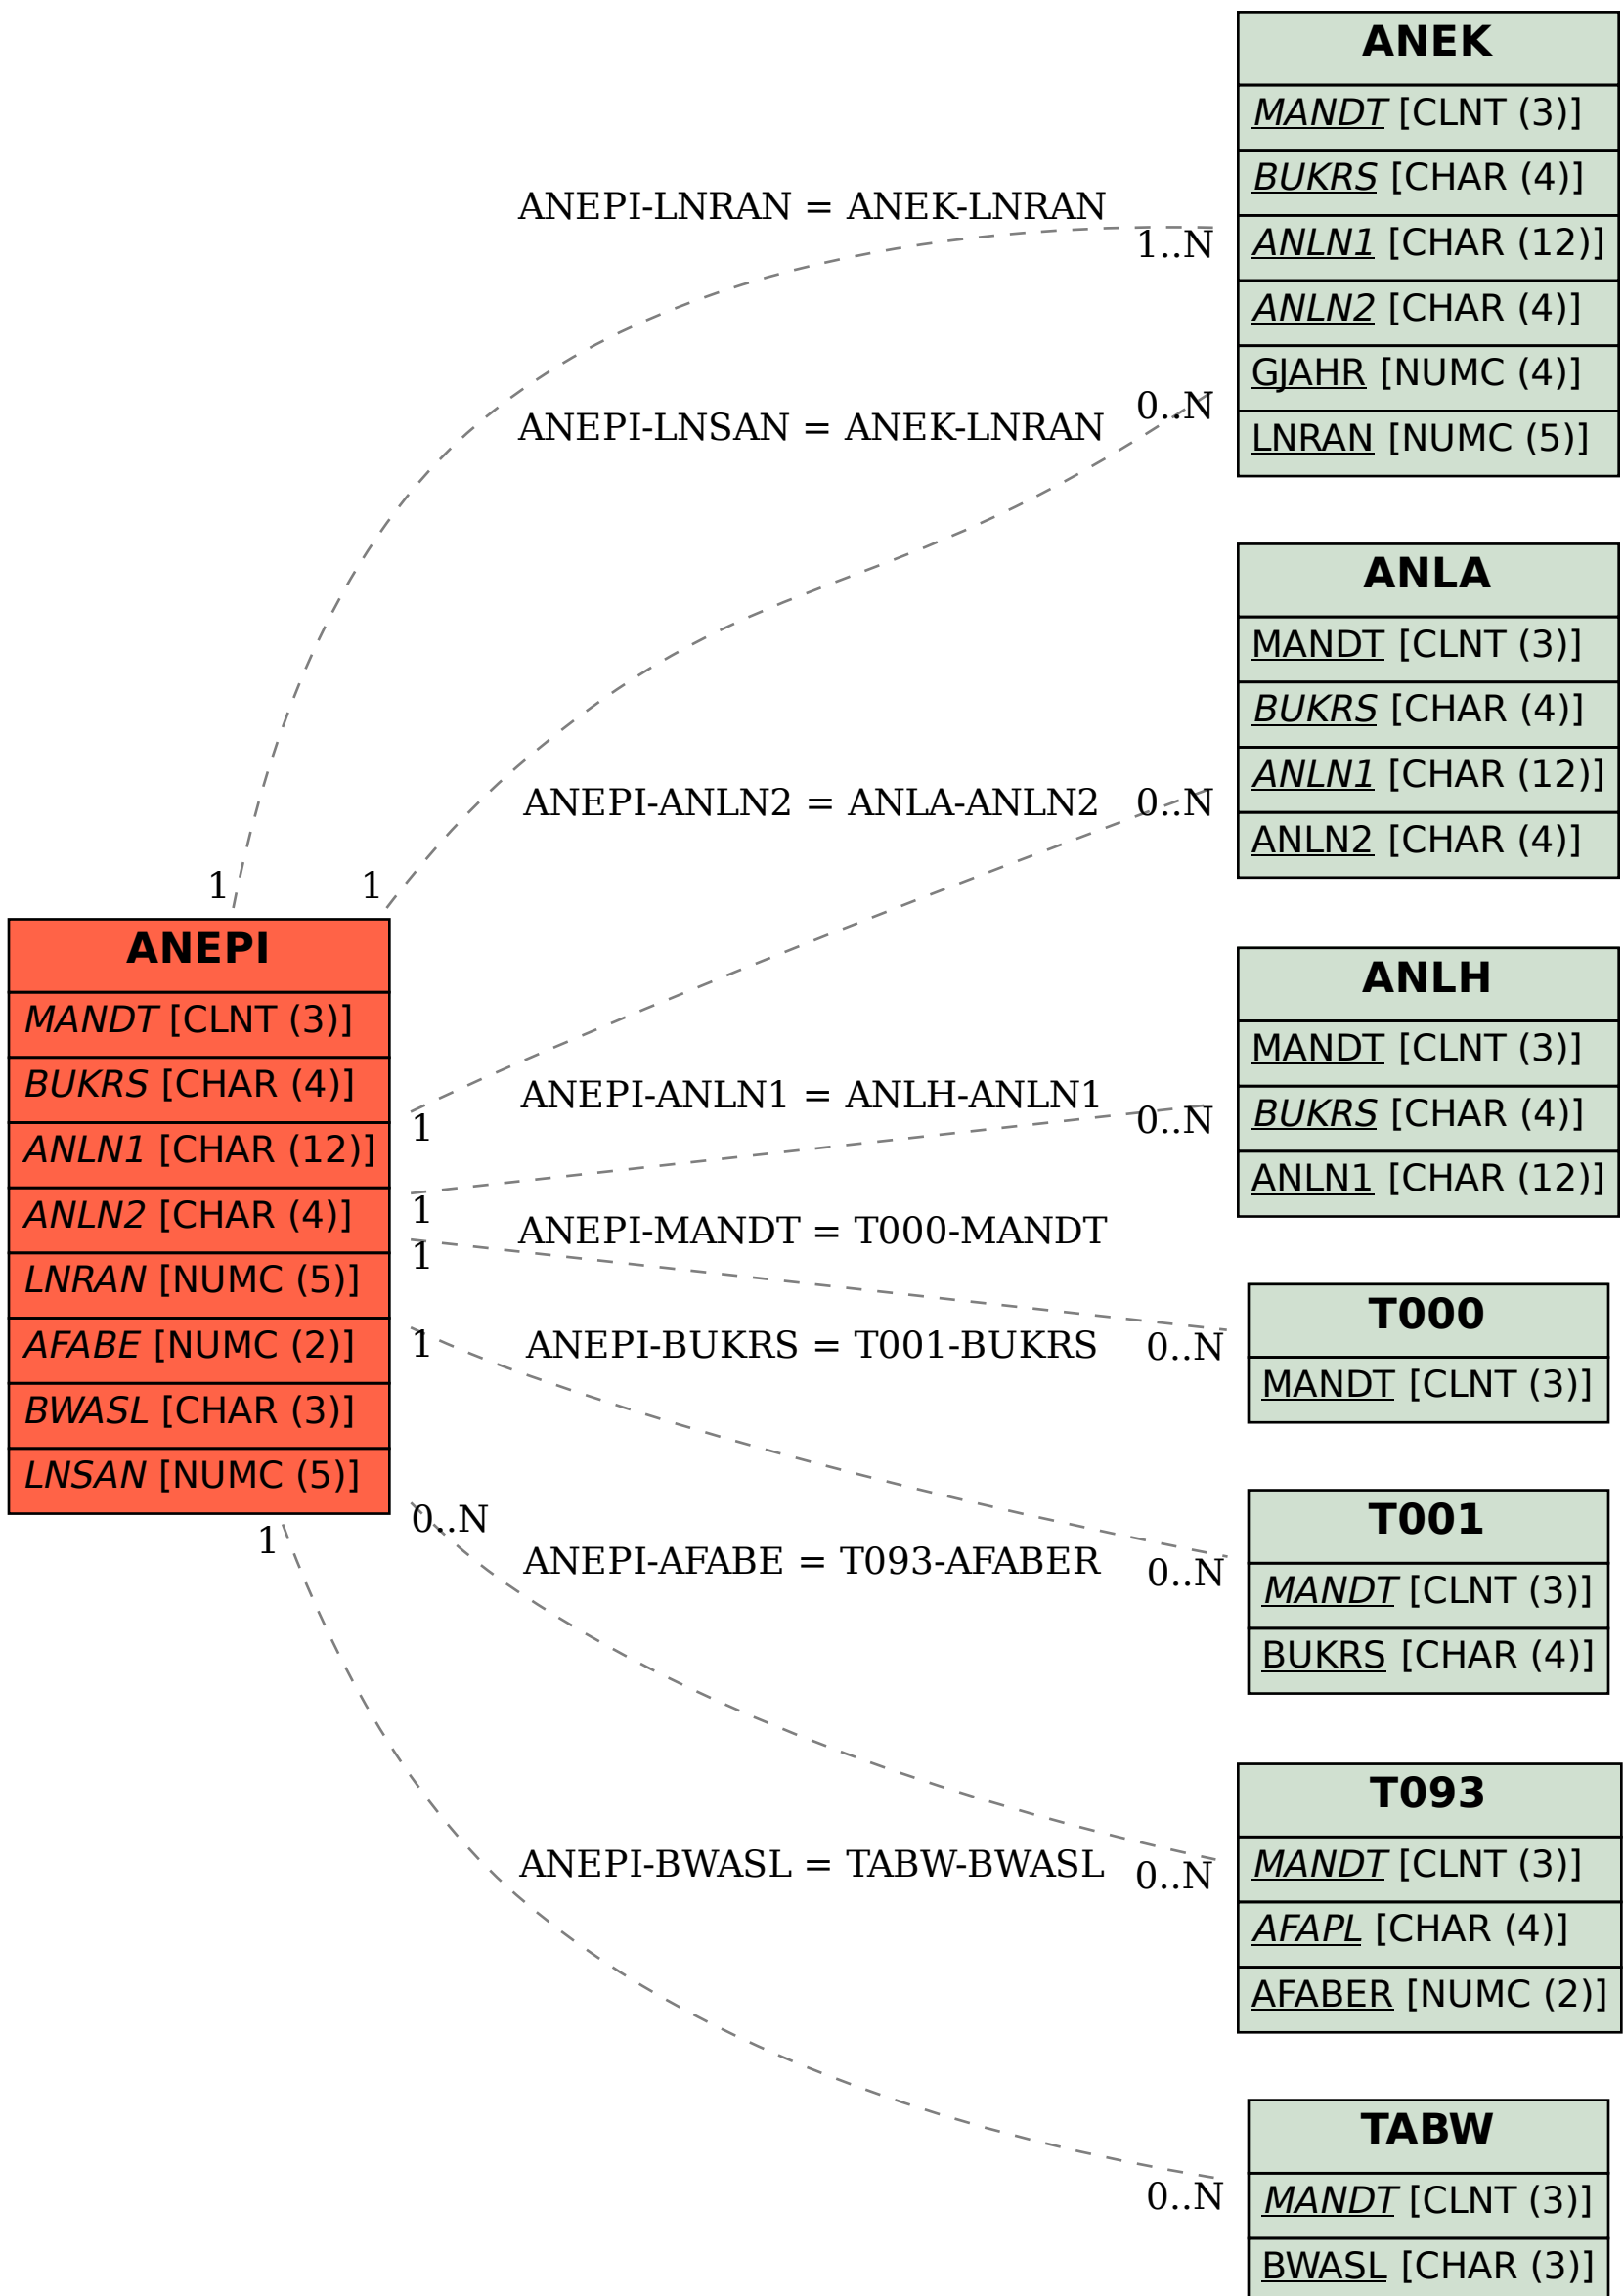 ANEPI
MANDT [CLNT (3)]
BUKRS [CHAR (4)]
ANLN1 [CHAR (12)]
ANLN2 [CHAR (4)]
LNRAN [NUMC (5)]
AFABE [NUMC (2)]
BWASL [CHAR (3)]
LNSAN [NUMC (5)]
ANEPI-LNRAN = ANEK-LNRAN
1
1..N
ANEPI-LNSAN = ANEK-LNRAN
1
0..N
ANEPI-ANLN2 = ANLA-ANLN2
1
0..N
ANEPI-ANLN1 = ANLH-ANLN1
1
0..N
ANEPI-MANDT = T000-MANDT
1
0..N
ANEPI-BUKRS = T001-BUKRS
1
0..N
ANEPI-AFABE = T093-AFABER
0..N
0..N
ANEPI-BWASL = TABW-BWASL
1
0..N
ANEK
MANDT [CLNT (3)]
BUKRS [CHAR (4)]
ANLN1 [CHAR (12)]
ANLN2 [CHAR (4)]
GJAHR [NUMC (4)]
LNRAN [NUMC (5)]
ANLA
MANDT [CLNT (3)]
BUKRS [CHAR (4)]
ANLN1 [CHAR (12)]
ANLN2 [CHAR (4)]
ANLH
MANDT [CLNT (3)]
BUKRS [CHAR (4)]
ANLN1 [CHAR (12)]
T000
MANDT [CLNT (3)]
T001
MANDT [CLNT (3)]
BUKRS [CHAR (4)]
T093
MANDT [CLNT (3)]
AFAPL [CHAR (4)]
AFABER [NUMC (2)]
TABW
MANDT [CLNT (3)]
BWASL [CHAR (3)]